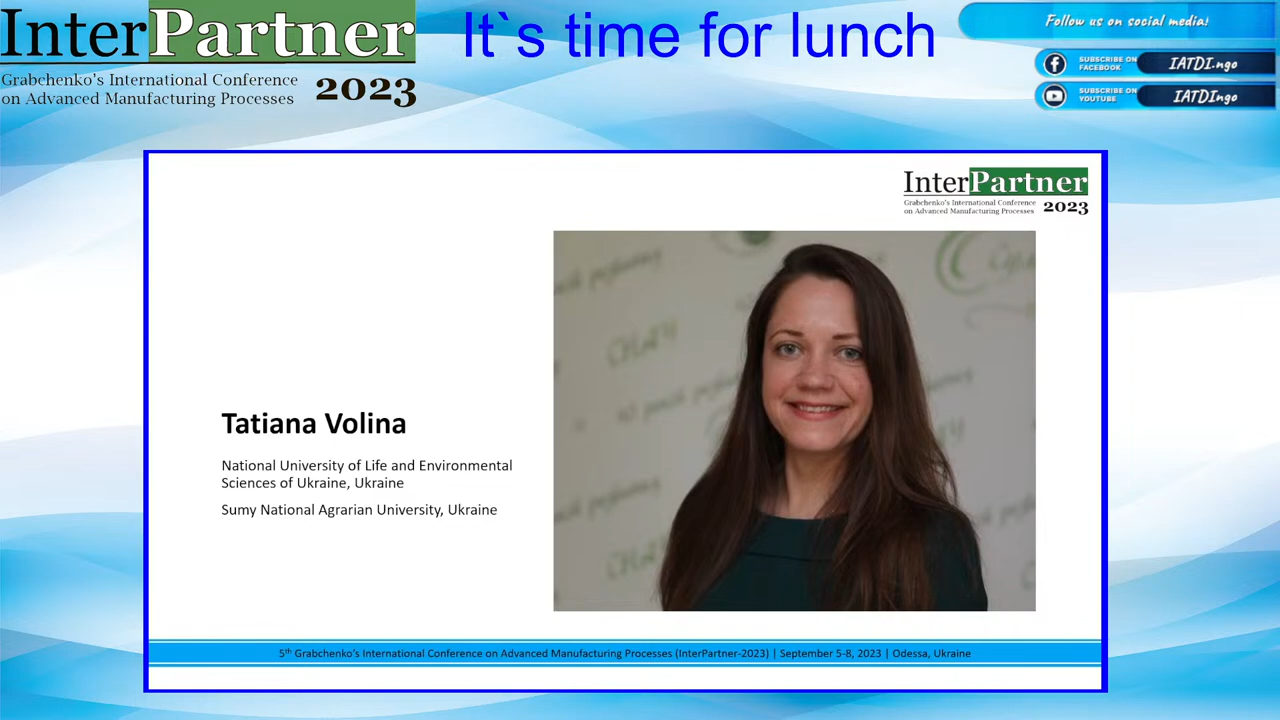 InterPartner
Grabchenko's International Conference
on Advanced Manufacturing Processes
2023
It`s time for lunch
Follow us on social media!
SUBSCRIBE ON
FACEBOOK
IATDI.ngo
SUBSCRIBE ON
YOUTUBE
IATDIngo
InterPartner
Grabchenko's International Conference
on Advanced Manufacturing Processes
2023
Tatiana Volina
National University of Life and Environmental
Sciences of Ukraine, Ukraine
Sumy National Agrarian University, Ukraine
СНАУ
СНАУ
5th Grabchenko's International Conference on Advanced Manufacturing Processes (InterPartner-2023) | September 5-8, 2023 | Odessa, Ukraine